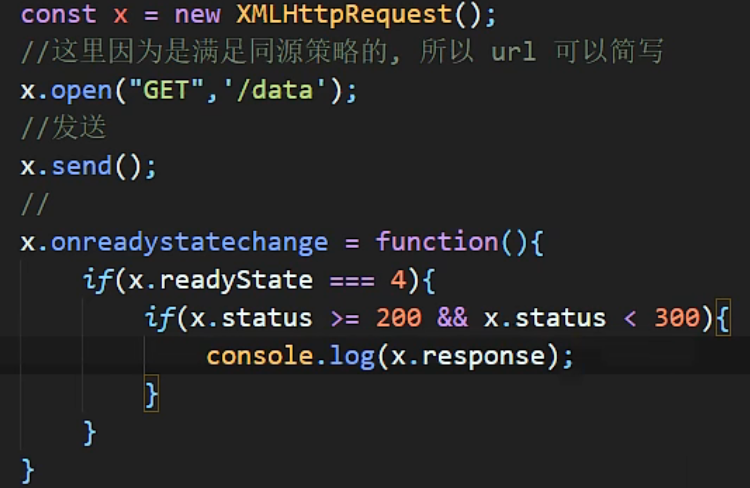 const x = new XMLHttpRequest();
//这里因为是满足同源策略的, 所以 url 可以简写
x.open("GET",'/data');
//发送
x.send();
//
x.onreadystatechange = function(){
if(x.readyState === 4){
if(x.status >= 200 && x.status < 300){
console.log(x.response);
}
}
}